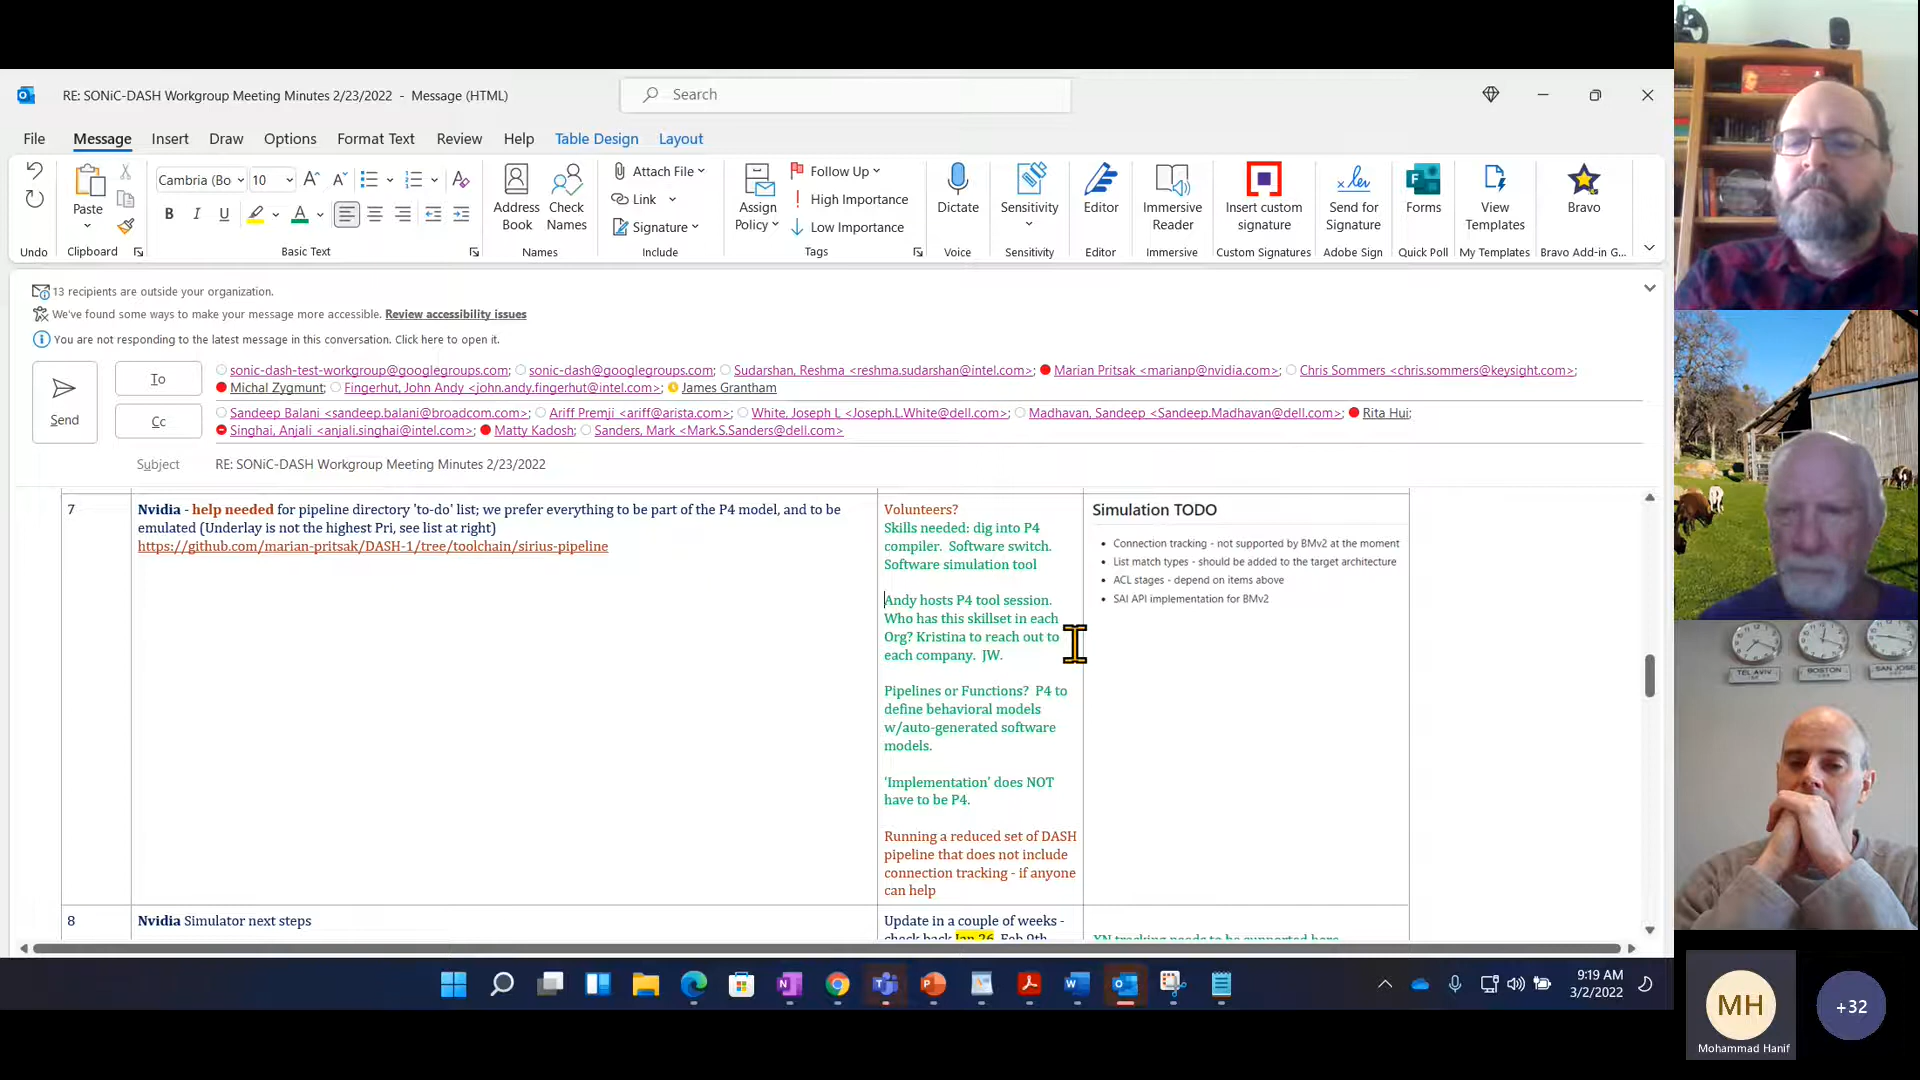 RE: SONiC-DASH Workgroup Meeting Minutes 2/23/2022 - Message (HTML)
Search
File Message Insert Draw Options Format Text Review Help Table Design Layout
Paste
Undo
Clipboard
Cambria (Bo 10
B I U A
Basic Text
Address Book
Check Names
Names
Attach File
Link
Signature
Include
Assign Policy
Follow Up
High Importance
Low Importance
Tags
Dictate
Voice
Sensitivity
Sensitivity
Editor
Editor
Immersive Reader
Immersive
Insert custom signature
Custom Signatures
Send for Signature
Adobe Sign
Forms
Quick Poll
View Templates
My Templates
Bravo
Bravo Add-in G...
13 recipients are outside your organization.
We've found some ways to make your message more accessible. Review accessibility issues
You are not responding to the latest message in this conversation. Click here to open it.
Send
To
sonic-dash-test-workgroup@googlegroups.com; sonic-dash@googlegroups.com; Sudarshan, Reshma <reshma.sudarshan@intel.com>; Marian Pritsak <marianp@nvidia.com>; Chris Sommers <chris.sommers@keysight.com>;
Michal Zygmunt; Fingerhut, John Andy <john.andy.fingerhut@intel.com>; James Grantham
Cc
Sandeep Balani <sandeep.balani@broadcom.com>; Ariff Premji <ariff@arista.com>; White, Joseph L <Joseph.L.White@dell.com>; Madhavan, Sandeep <Sandeep.Madhavan@dell.com>; Rita Hui;
Singhai, Anjali <anjali.singhai@intel.com>; Matty Kadosh; Sanders, Mark <Mark.S.Sanders@dell.com>
Subject
RE: SONiC-DASH Workgroup Meeting Minutes 2/23/2022
7
Nvidia - help needed for pipeline directory 'to-do' list; we prefer everything to be part of the P4 model, and to be
emulated (Underlay is not the highest Pri, see list at right)
https://github.com/marian-pritsak/DASH-1/tree/toolchain/sirius-pipeline
Volunteers?
Skills needed: dig into P4
compiler. Software switch.
Software simulation tool
Andy hosts P4 tool session.
Who has this skillset in each
Org? Kristina to reach out to
each company. JW.
Pipelines or Functions? P4 to
define behavioral models
w/auto-generated software
models.
'Implementation' does NOT
have to be P4.
Running a reduced set of DASH
pipeline that does not include
connection tracking - if anyone
can help
Simulation TODO
• Connection tracking - not supported by BMv2 at the moment
• List match types - should be added to the target architecture
• ACL stages - depend on items above
• SAI API implementation for BMv2
8
Nvidia Simulator next steps
Update in a couple of weeks -
check back Jan 26, Feb 9th
XN tracking needs to be supported here
9:19 AM
3/2/2022
TEL AVIV
BOSTON
SAN JOSE
MH
Mohammad Hanif
+32